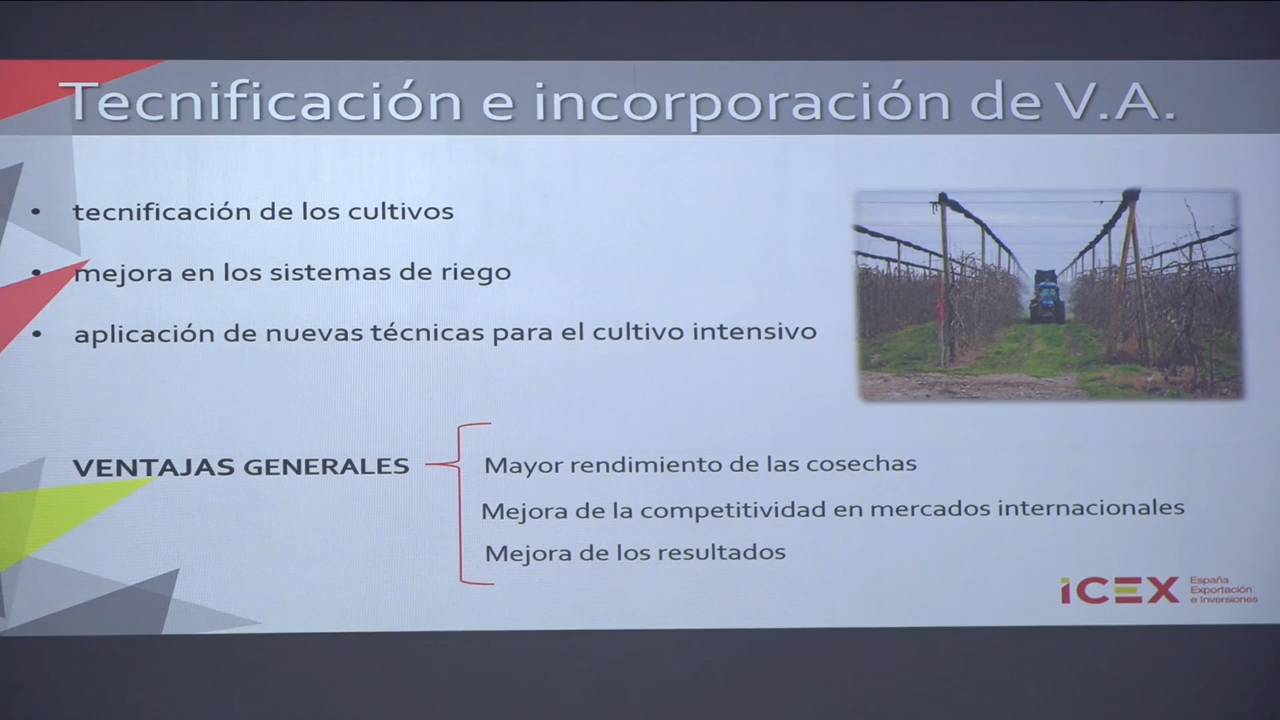 Tecnificación e incorporación de V.A.
• tecnificación de los cultivos
• mejora en los sistemas de riego
• aplicación de nuevas técnicas para el cultivo intensivo
VENTAJAS GENERALES
Mayor rendimiento de las cosechas
Mejora de la competitividad en mercados internacionales
Mejora de los resultados
iCEX
España
Exportación
e Inversiones